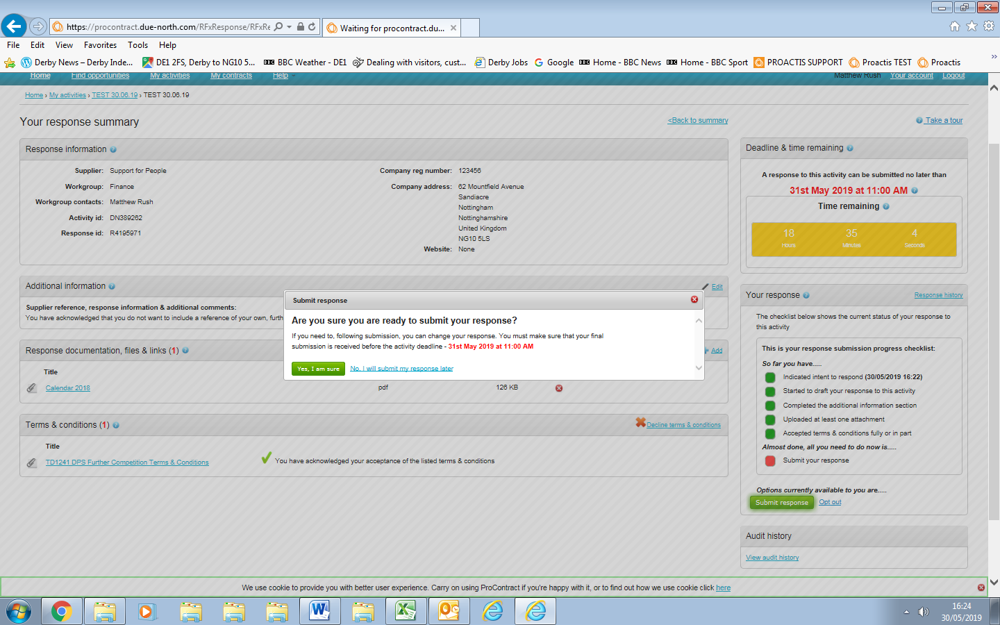 https://procontract.due-north.com/RFxResponse/RFxRe
Waiting for procontract.du...
File Edit View Favorites Tools Help
Derby News – Derby Inde... DE1 2FS, Derby to NG10 5... BBC Weather - DE1 Dealing with visitors, cust... Derby Jobs Google Home - BBC News Home - BBC Sport PROACTIS SUPPORT Proactis TEST Proactis
Home Find opportunities My activities My contracts Help Matthew Rush Your account Logout
Home › My activities › TEST 30.06.19 › TEST 30.06.19
Your response summary
<Back to summary
Take a tour
Response information
Supplier: Support for People
Workgroup: Finance
Workgroup contacts: Matthew Rush
Activity id: DN389262
Response id: R4195971
Company reg number: 123456
Company address: 62 Mountfield Avenue
Sandiacre
Nottingham
Nottinghamshire
United Kingdom
NG10 5LS
Website: None
Deadline & time remaining
A response to this activity can be submitted no later than
31st May 2019 at 11:00 AM
Time remaining
18 35 4
Hours Minutes Seconds
Additional information
Edit
Supplier reference, response information & additional comments:
You have acknowledged that you do not want to include a reference of your own, furth
Submit response
Are you sure you are ready to submit your response?
If you need to, following submission, you can change your response. You must make sure that your final
submission is received before the activity deadline - 31st May 2019 at 11:00 AM
Yes, I am sure No, I will submit my response later
Response documentation, files & links (1)
Add
Title
Calendar 2018 pdf 126 KB
Terms & conditions (1)
Decline terms & conditions
Title
TD1241 DPS Further Competition Terms & Conditions You have acknowledged your acceptance of the listed terms & conditions
Your response
Response history
The checklist below shows the current status of your response to
this activity
This is your response submission progress checklist:
So far you have.....
Indicated intent to respond (30/05/2019 16:22)
Started to draft your response to this activity
Completed the additional information section
Uploaded at least one attachment
Accepted terms & conditions fully or in part
Almost done, all you need to do now is.....
Submit your response
Options currently available to you are.....
Submit response Opt out
Audit history
View audit history
We use cookie to provide you with better user experience. Carry on using ProContract if you're happy with it, or to find out how we use cookie click here
16:24
30/05/2019